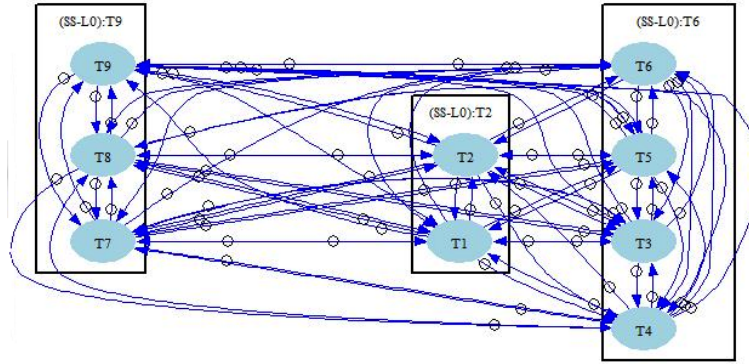 (SS-L0):T9
(SS-L0):T6
T9
T6
(SS-L0):T2
T8
T2
T5
T7
T1
T3
T4